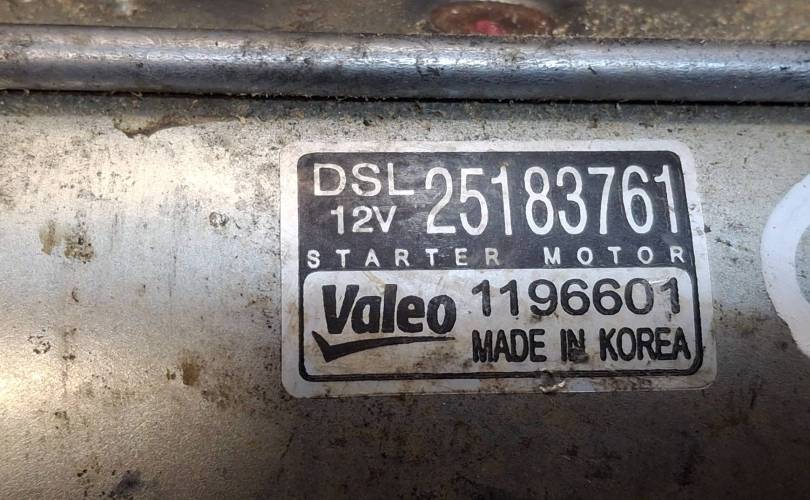 DSL 25183761
12V
STARTER MOTOR
Valeo 1196601
MADE IN KOREA